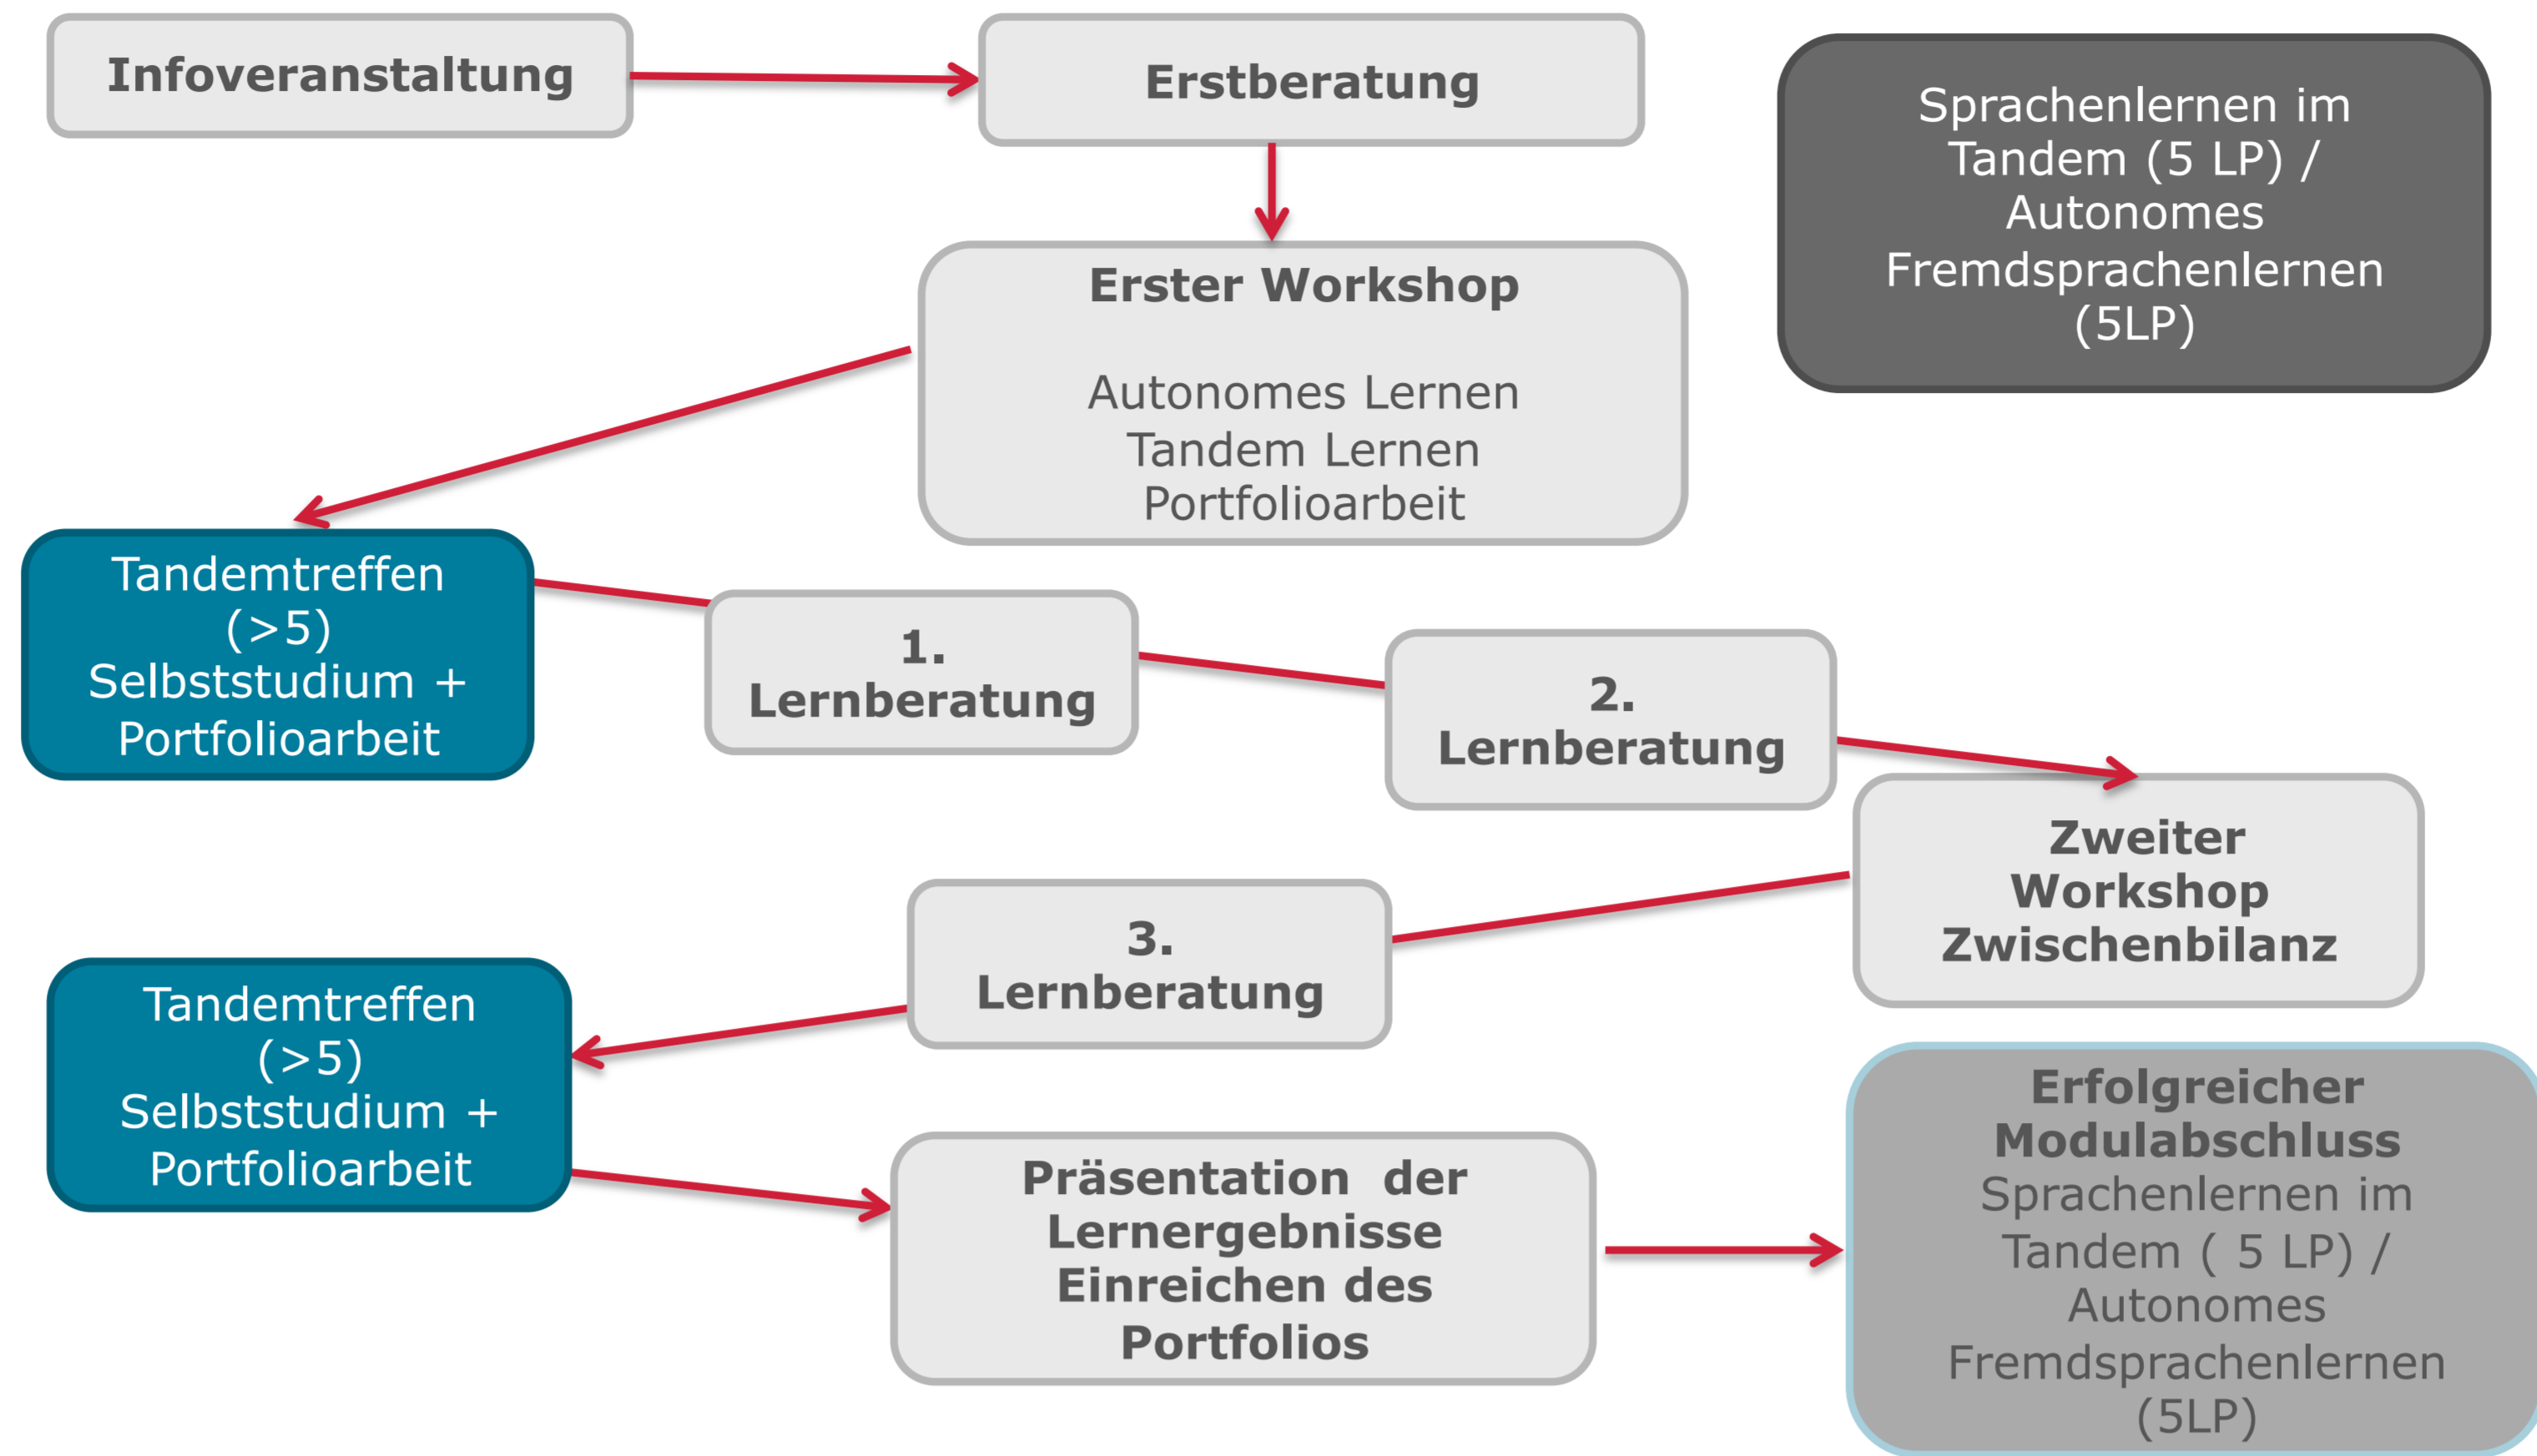 Infoveranstaltung
Erstberatung
Sprachenlernen im
Tandem (5 LP) /
Autonomes
Fremdsprachenlernen
(5LP)
Erster Workshop
Autonomes Lernen
Tandem Lernen
Portfolioarbeit
Tandemtreffen
(>5)
Selbststudium +
Portfolioarbeit
1.
Lernberatung
2.
Lernberatung
Zweiter
Workshop
Zwischenbilanz
3.
Lernberatung
Tandemtreffen
(>5)
Selbststudium +
Portfolioarbeit
Präsentation  der
Lernergebnisse
Einreichen des
Portfolios
Erfolgreicher
Modulabschluss
Sprachenlernen im
Tandem ( 5 LP) /
Autonomes
Fremdsprachenlernen
(5LP)